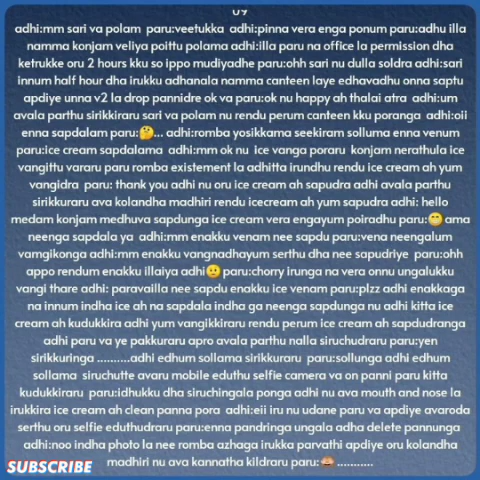 09
adhi:mm sari va polam  paru:veetukka  adhi:pinna vera enga ponum paru:adhu illa
namma konjam veliya poittu polama adhi:illa paru na office la permission dha
ketrukke oru 2 hours kku so ippo mudiyadhe paru:ohh sari nu dulla soldra adhi:sari
innum half hour dha irukku adhanala namma canteen laye edhavadhu onna saptu
apdiye unna v2 la drop pannidre ok va paru:ok nu happy ah thalai atra  adhi:um
avala parthu sirikkiraru sari va polam nu rendu perum canteen kku poranga  adhi:oii
enna sapdalam paru:🤔... adhi:romba yosikkama seekiram solluma enna venum
paru:ice cream sapdalama  adhi:mm ok nu  ice vanga poraru  konjam nerathula ice
vangittu vararu paru romba existement la adhitta irundhu rendu ice cream ah yum
vangidra  paru: thank you adhi nu oru ice cream ah sapudra adhi avala parthu
sirikkuraru ava kolandha madhiri rendu icecream ah yum sapudra adhi: hello
medam konjam medhuva sapdunga ice cream vera engayum poiradhu paru:😁 ama
neenga sapdala ya  adhi:mm enakku venam nee sapdu paru:vena neengalum
vamgikonga adhi:mm enakku vangnadhayum serthu dha nee sapudriye  paru:ohh
appo rendum enakku illaiya adhi🙁 paru:chorry irunga na vera onnu ungalukku
vangi thare adhi: paravailla nee sapdu enakku ice venam paru:plzz adhi enakkaga
na innum indha ice ah na sapdala indha ga neenga sapdunga nu adhi kitta ice
cream ah kudukkira adhi yum vangikkiraru rendu perum ice cream ah sapdudranga
adhi paru va ye pakkuraru apro avala parthu nalla siruchudraru paru:yen
sirikkuringa ..........adhi edhum sollama sirikkuraru  paru:sollunga adhi edhum
sollama  siruchutte avaru mobile eduthu selfie camera va on panni paru kitta
kudukkiraru  paru:idhukku dha siruchingala ponga adhi nu ava mouth and nose la
irukkira ice cream ah clean panna pora  adhi:eii iru nu udane paru va apdiye avaroda
serthu oru selfie eduthudraru paru:enna pandringa ungala adha delete pannunga
adhi:noo indha photo la nee romba azhaga irukka parvathi apdiye oru kolandha
madhiri nu ava kannatha kildraru paru:🙈 ...........
SUBSCRIBE